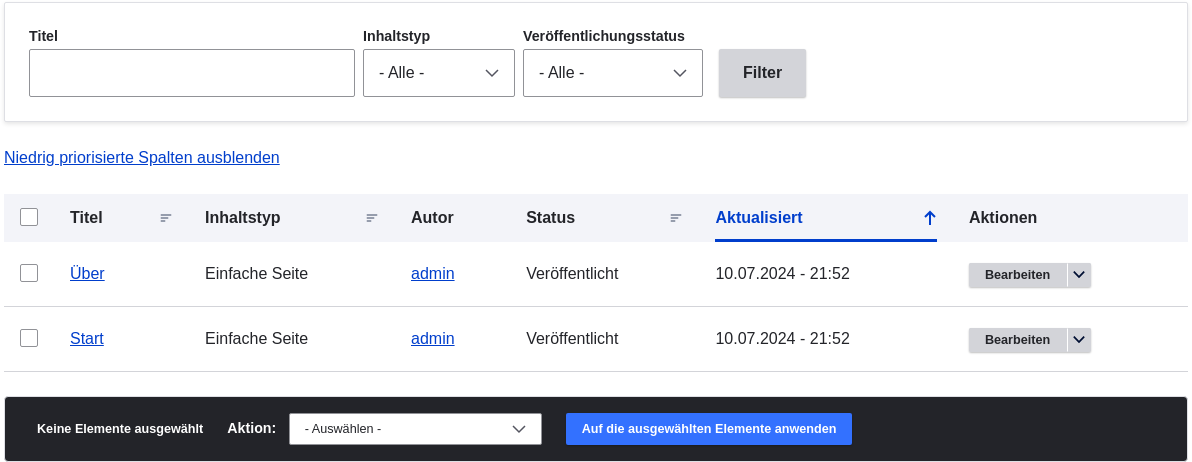 Titel Inhaltstyp Veröffentlichungsstatus
- Alle - - Alle - Filter
Niedrig priorisierte Spalten ausblenden
Titel Inhaltstyp Autor Status Aktualisiert Aktionen
Über Einfache Seite admin Veröffentlicht 10.07.2024 - 21:52 Bearbeiten
Start Einfache Seite admin Veröffentlicht 10.07.2024 - 21:52 Bearbeiten
Keine Elemente ausgewählt Aktion: - Auswählen - Auf die ausgewählten Elemente anwenden